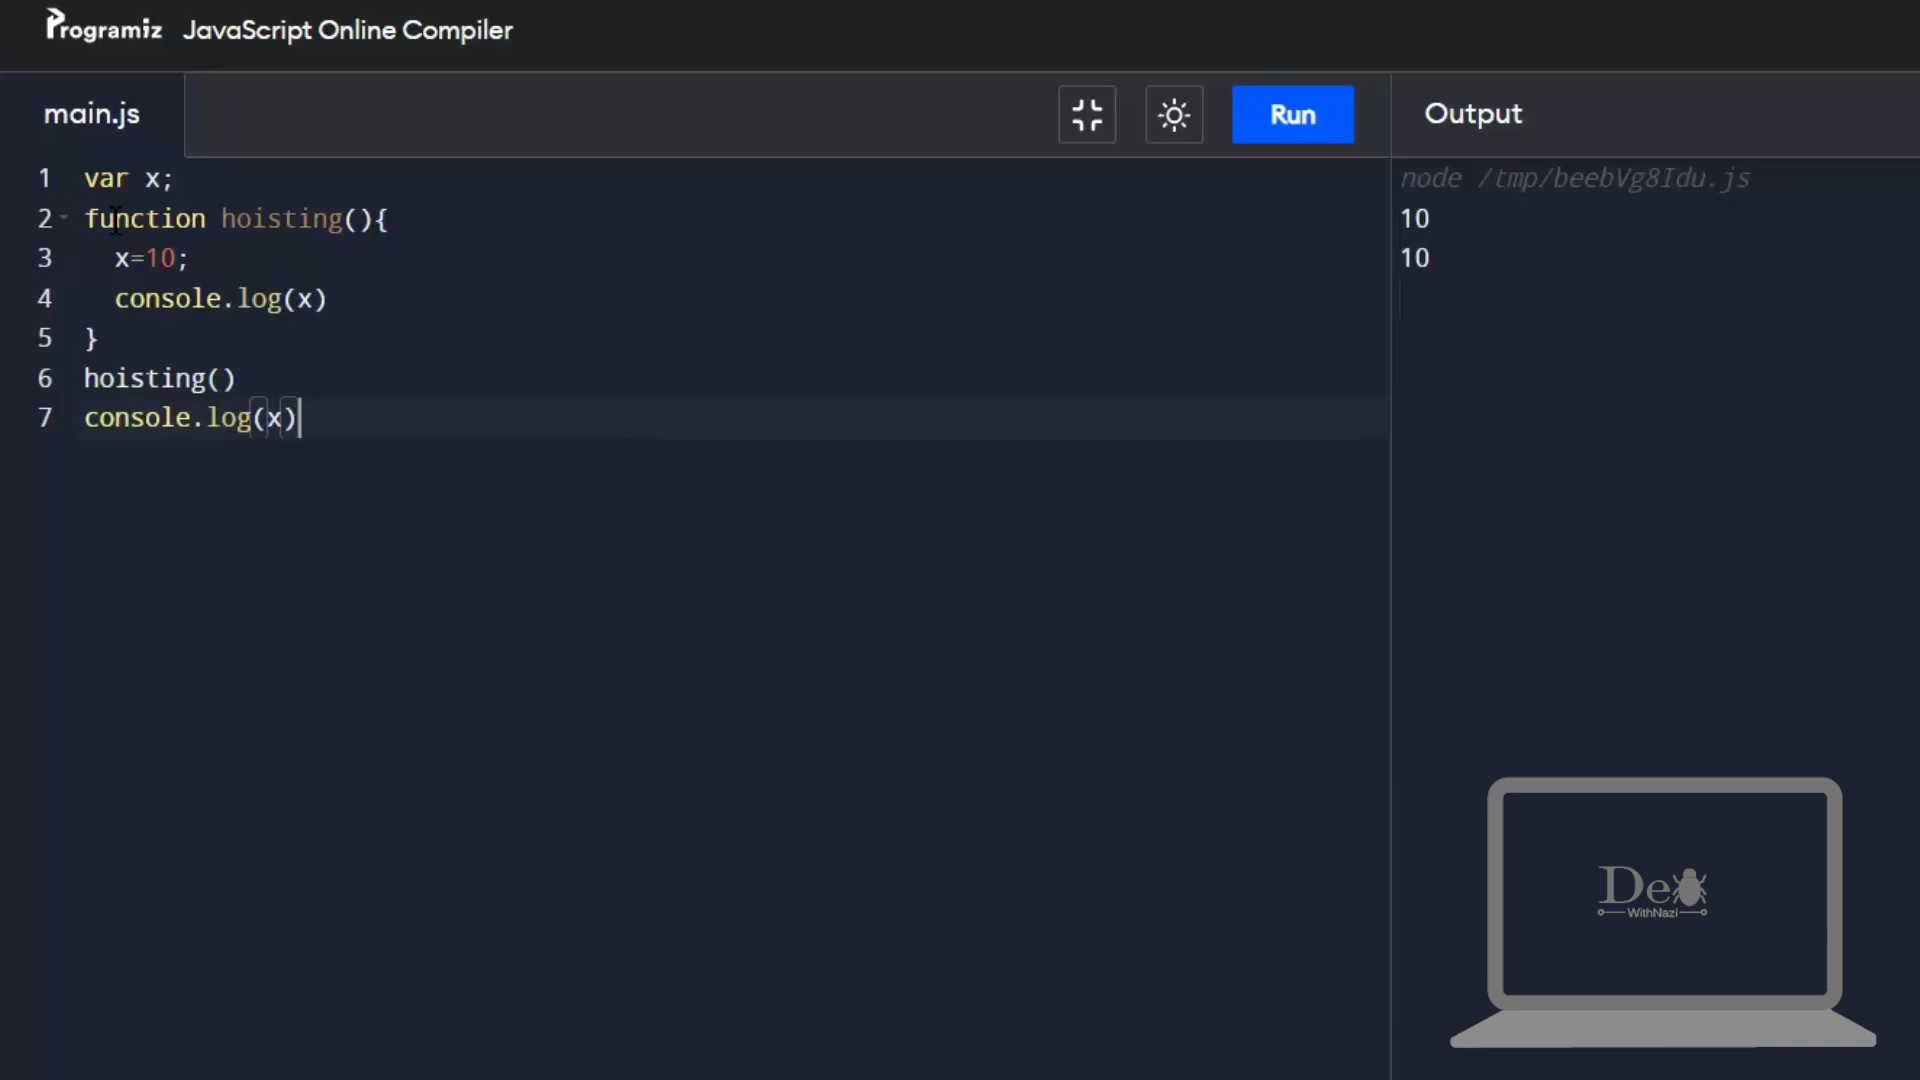 Programiz JavaScript Online Compiler
main.js
Run
Output
1 var x;
2 function hoisting(){
3 x=10;
4 console.log(x)
5 }
6 hoisting()
7 console.log(x)
node /tmp/beebVg8Idu.js
10
10
De
WithNazi